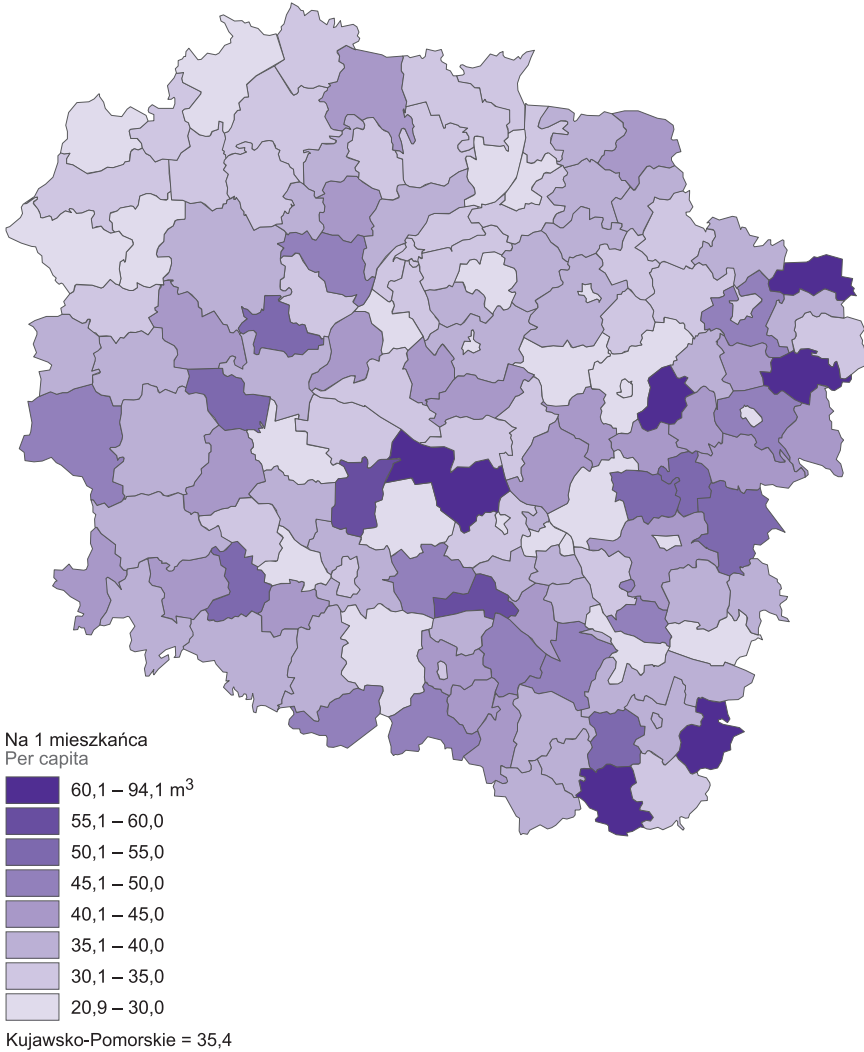 Na 1 mieszkańca
Per capita
60,1 – 94,1 m³
55,1 – 60,0
50,1 – 55,0
45,1 – 50,0
40,1 – 45,0
35,1 – 40,0
30,1 – 35,0
20,9 – 30,0
Kujawsko-Pomorskie = 35,4